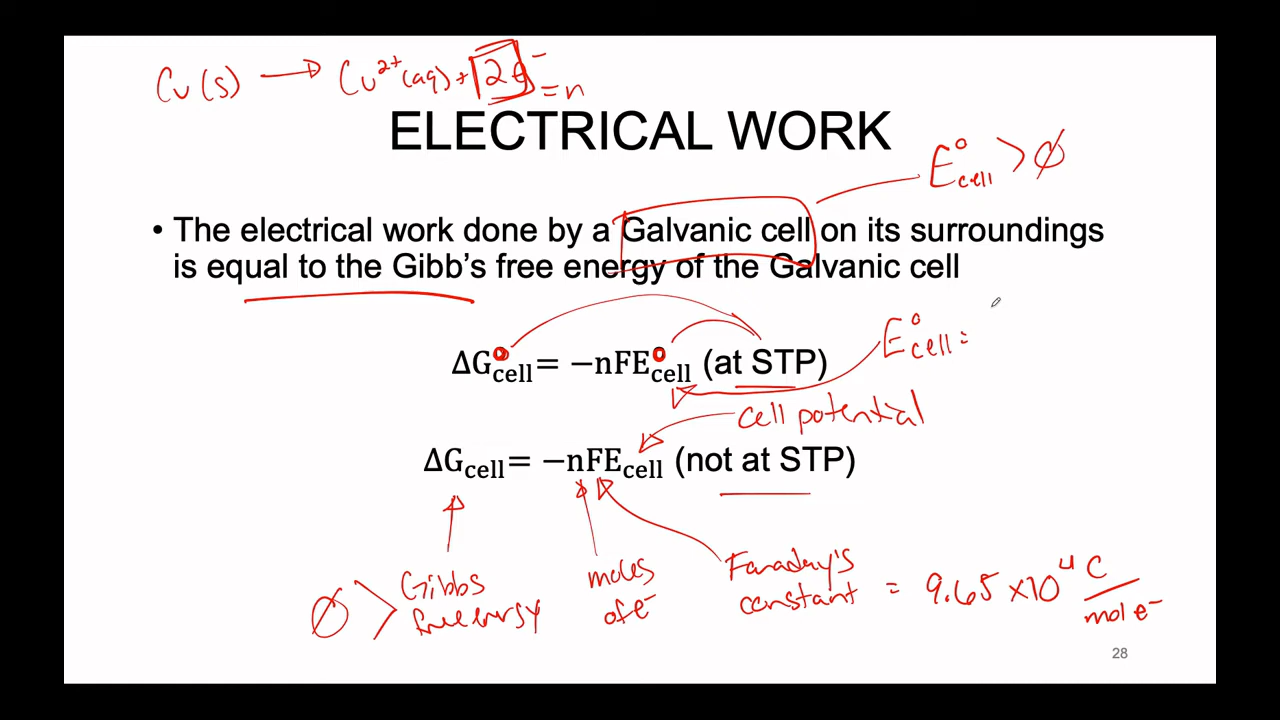 Cu(s) → Cu²⁺(aq) + 2e⁻ = n
ELECTRICAL WORK
E°cell > Ø
• The electrical work done by a Galvanic cell on its surroundings
is equal to the Gibb's free energy of the Galvanic cell
E°cell =
ΔG°cell = −nFE°cell (at STP)
cell potential
ΔGcell = −nFEcell (not at STP)
Ø > Gibbs free energy
moles of e⁻
Faraday's constant = 9.65 × 10⁴ C / mol e⁻
28